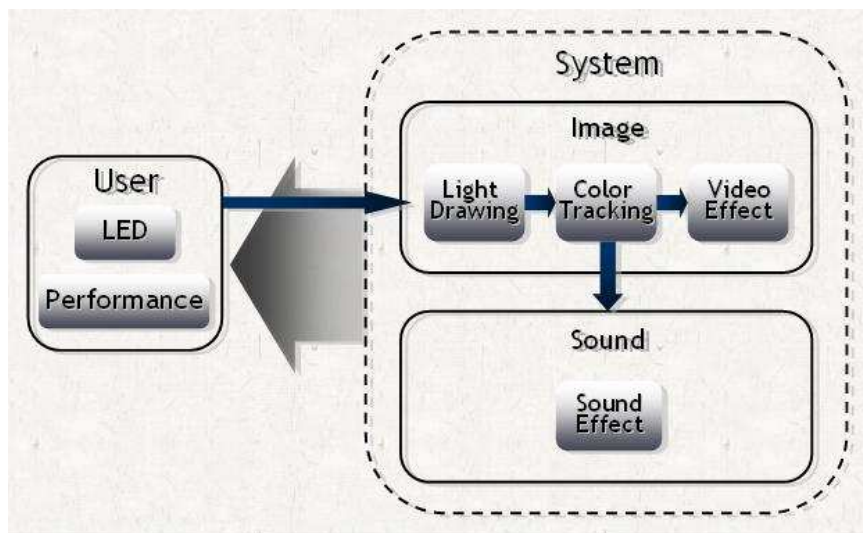 System
Image
Light
Drawing
Color
Tracking
Video
Effect
User
LED
Performance
Sound
Sound
Effect